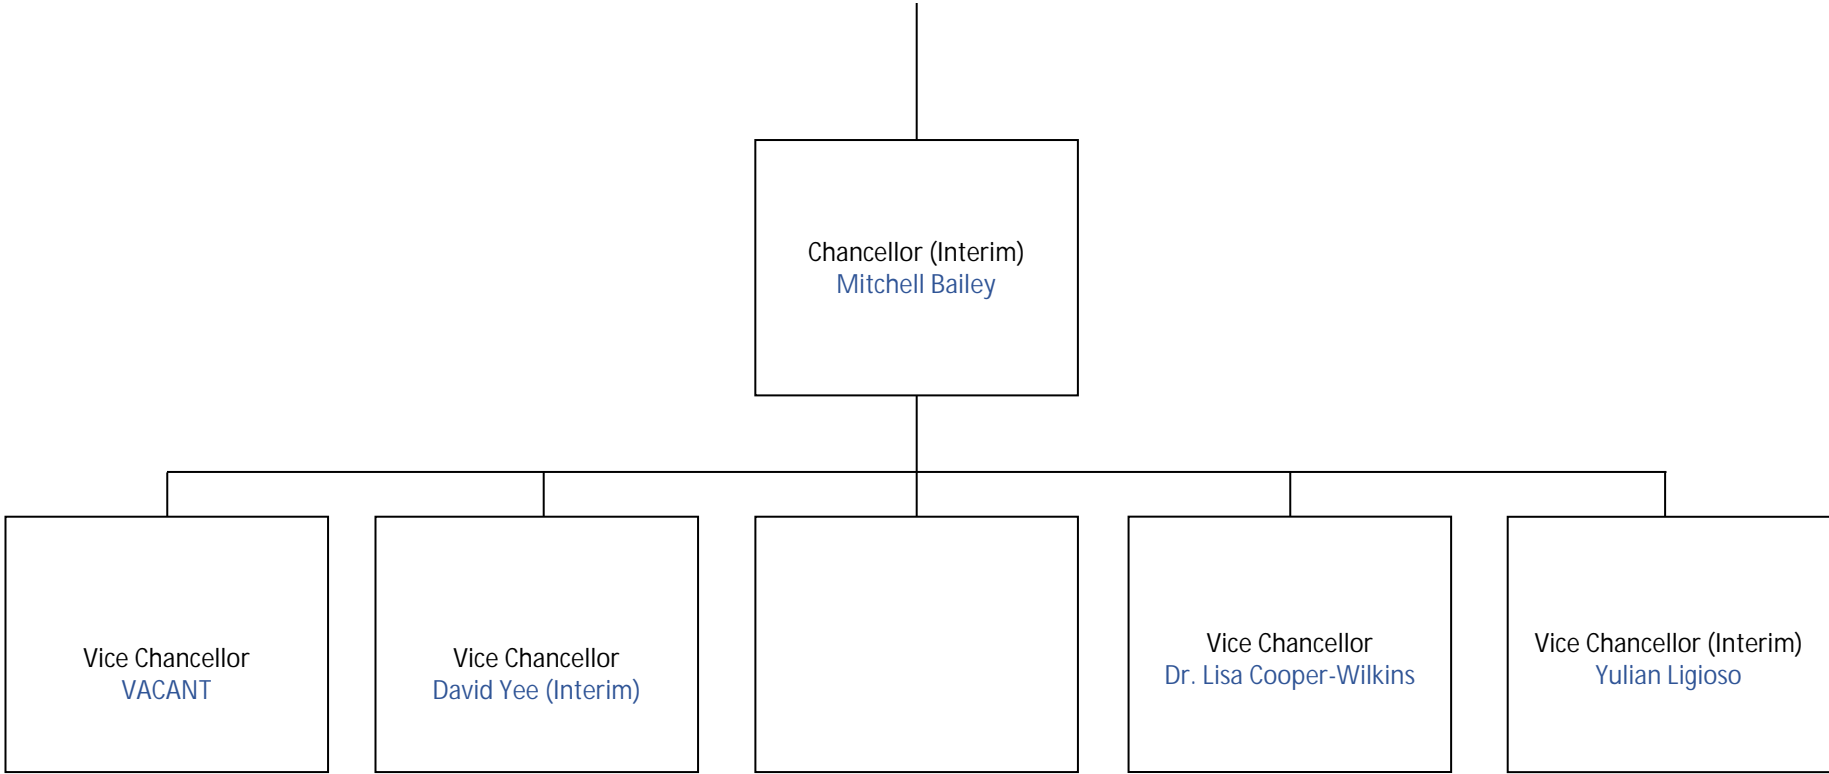 Chancellor (Interim)
Mitchell Bailey
Vice Chancellor
VACANT
Vice Chancellor
David Yee (Interim)
Vice Chancellor
Dr. Lisa Cooper-Wilkins
Vice Chancellor (Interim)
Yulian Ligioso